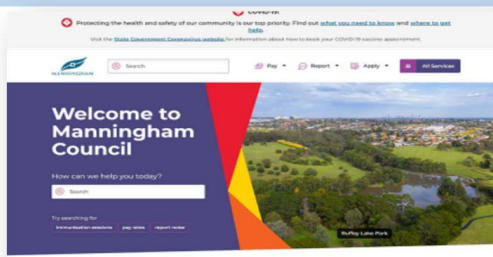 COVID-19:
Protecting the health and safety of our community is our top priority. Find out what you need to know and where to get
help.
Visit the State Government Coronavirus website for information about how to book your COVID-19 vaccine appointment.
MANNINGHAM
Search
Pay
Report
Apply
All Services
Welcome to
Manningham
Council
How can we help you today?
Search
Try searching for
immunisation sessions
pay rates
report noise
Ruffey Lake Park